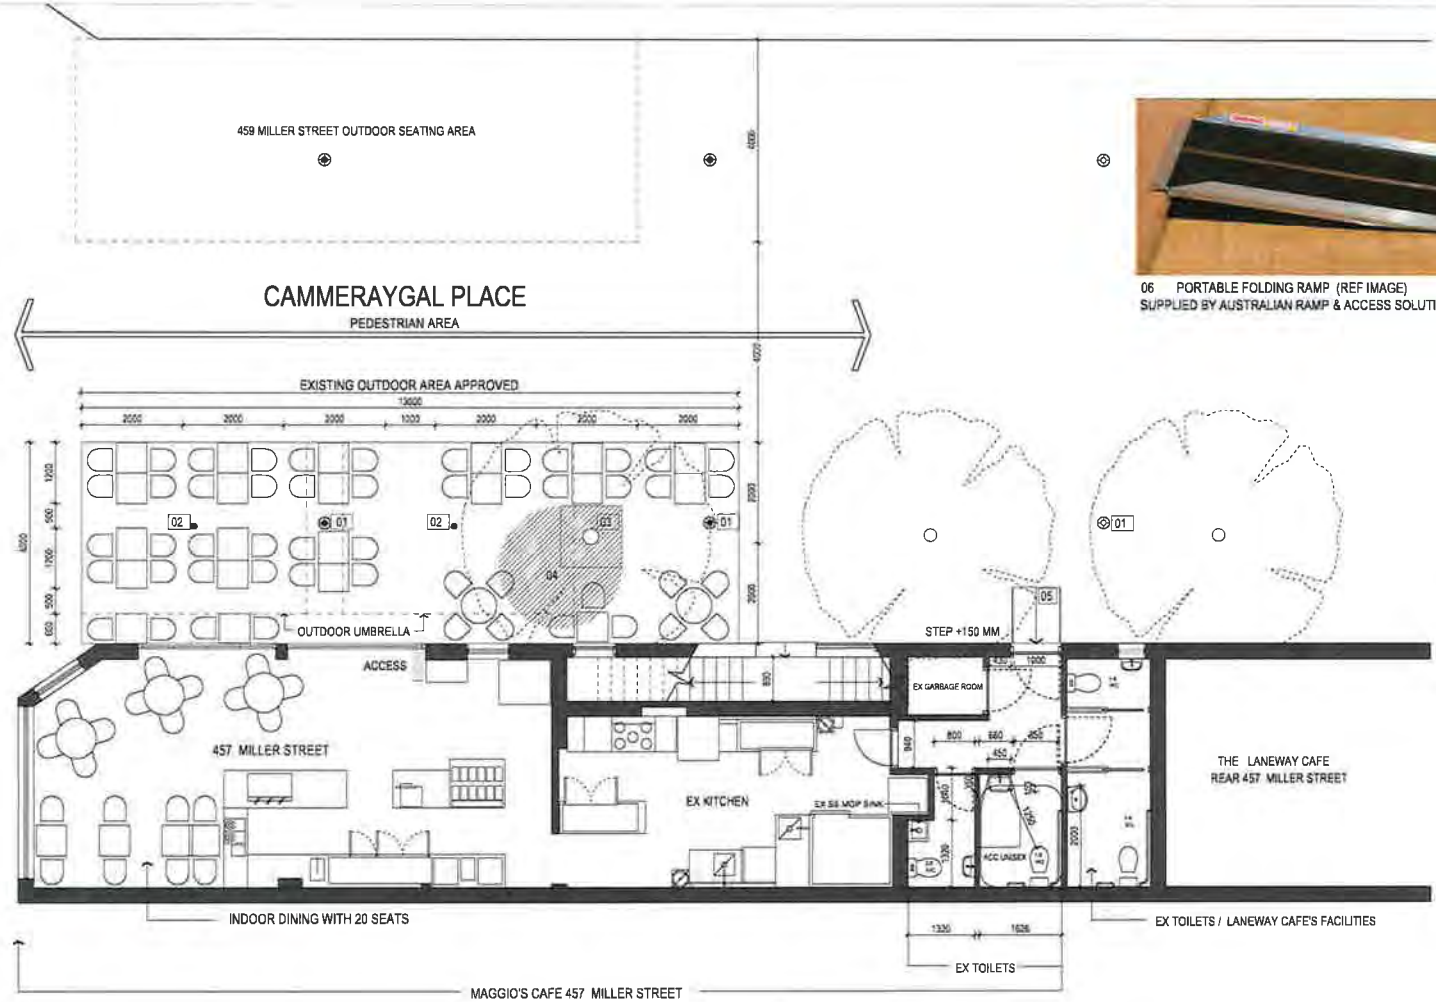 459 MILLER STREET OUTDOOR SEATING AREA
4000
06 PORTABLE FOLDING RAMP (REF IMAGE)
SUPPLIED BY AUSTRALIAN RAMP & ACCESS SOLUTI
CAMMERAYGAL PLACE
PEDESTRIAN AREA
4000
EXISTING OUTDOOR AREA APPROVED
13000
2000 2000 2000 1000 2000 2000 2000
4000
1200
500
1200
500
600
2000
2000
02
01
02
03
01
01
04
05
OUTDOOR UMBRELLA
STEP +150 MM
ACCESS
890
EX GARBAGE ROOM
430 1000
457 MILLER STREET
800 660 850
940
450
THE LANEWAY CAFE
REAR 457 MILLER STREET
EX KITCHEN
EX SS MOP SINK
1250
1320
2000
ACC UNISEX
INDOOR DINING WITH 20 SEATS
EX TOILETS / LANEWAY CAFE'S FACILITIES
1320 1626
EX TOILETS
MAGGIO'S CAFE 457 MILLER STREET